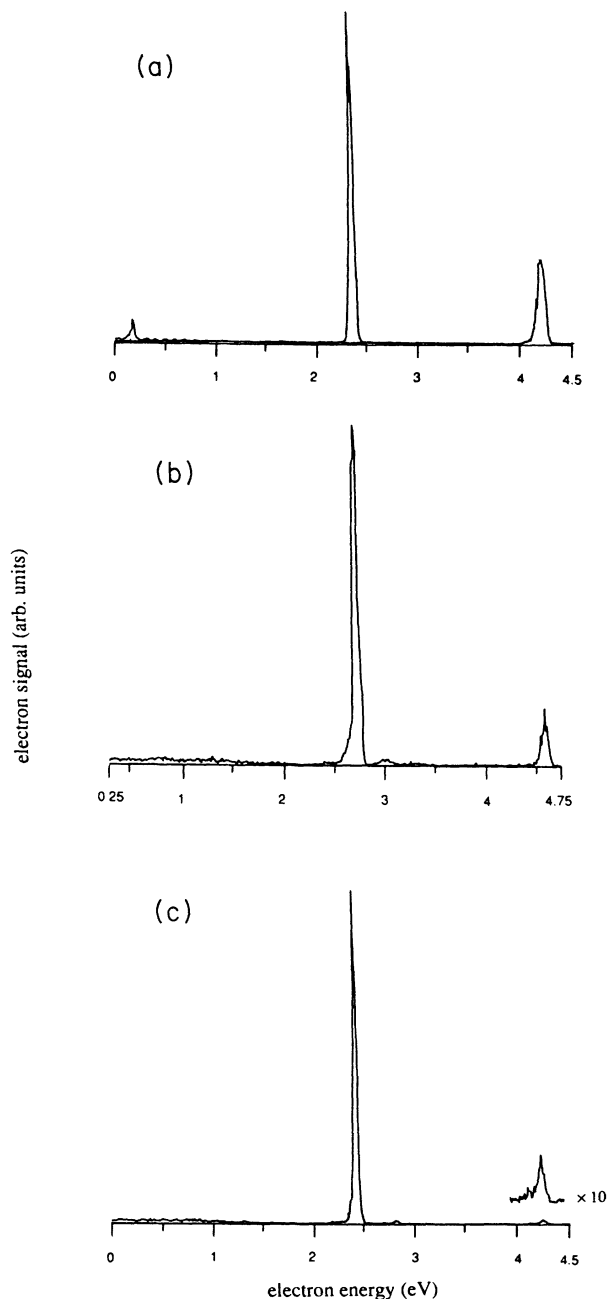 (a)
0 1 2 3 4 4.5
(b)
electron signal (arb. units)
0.25 1 2 3 4 4.75
(c)
× 10
0 1 2 3 4 4.5
electron energy (eV)